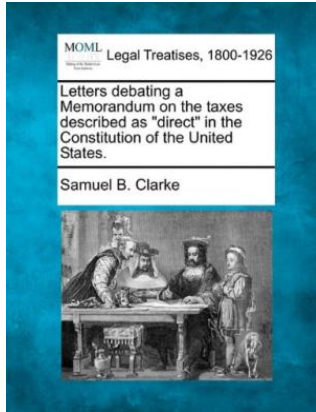 MOML
Legal Treatises, 1800-1926
Letters debating a
Memorandum on the taxes
described as "direct" in the
Constitution of the United
States.
Samuel B. Clarke